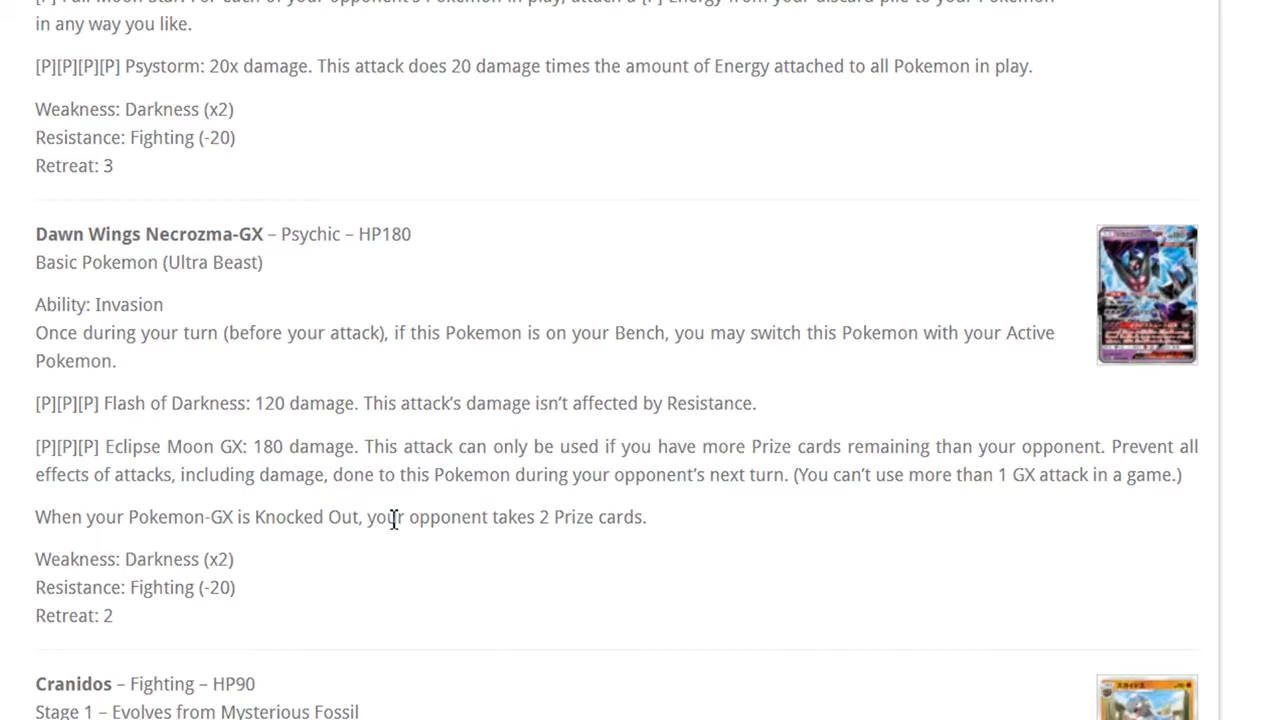 in any way you like.
[P][P][P][P] Psystorm: 20x damage. This attack does 20 damage times the amount of Energy attached to all Pokemon in play.
Weakness: Darkness (x2)
Resistance: Fighting (-20)
Retreat: 3
Dawn Wings Necrozma-GX – Psychic – HP180
Basic Pokemon (Ultra Beast)
Ability: Invasion
Once during your turn (before your attack), if this Pokemon is on your Bench, you may switch this Pokemon with your Active
Pokemon.
[P][P][P] Flash of Darkness: 120 damage. This attack’s damage isn’t affected by Resistance.
[P][P][P] Eclipse Moon GX: 180 damage. This attack can only be used if you have more Prize cards remaining than your opponent. Prevent all
effects of attacks, including damage, done to this Pokemon during your opponent’s next turn. (You can’t use more than 1 GX attack in a game.)
When your Pokemon-GX is Knocked Out, your opponent takes 2 Prize cards.
Weakness: Darkness (x2)
Resistance: Fighting (-20)
Retreat: 2
Cranidos – Fighting – HP90
Stage 1 – Evolves from Mysterious Fossil